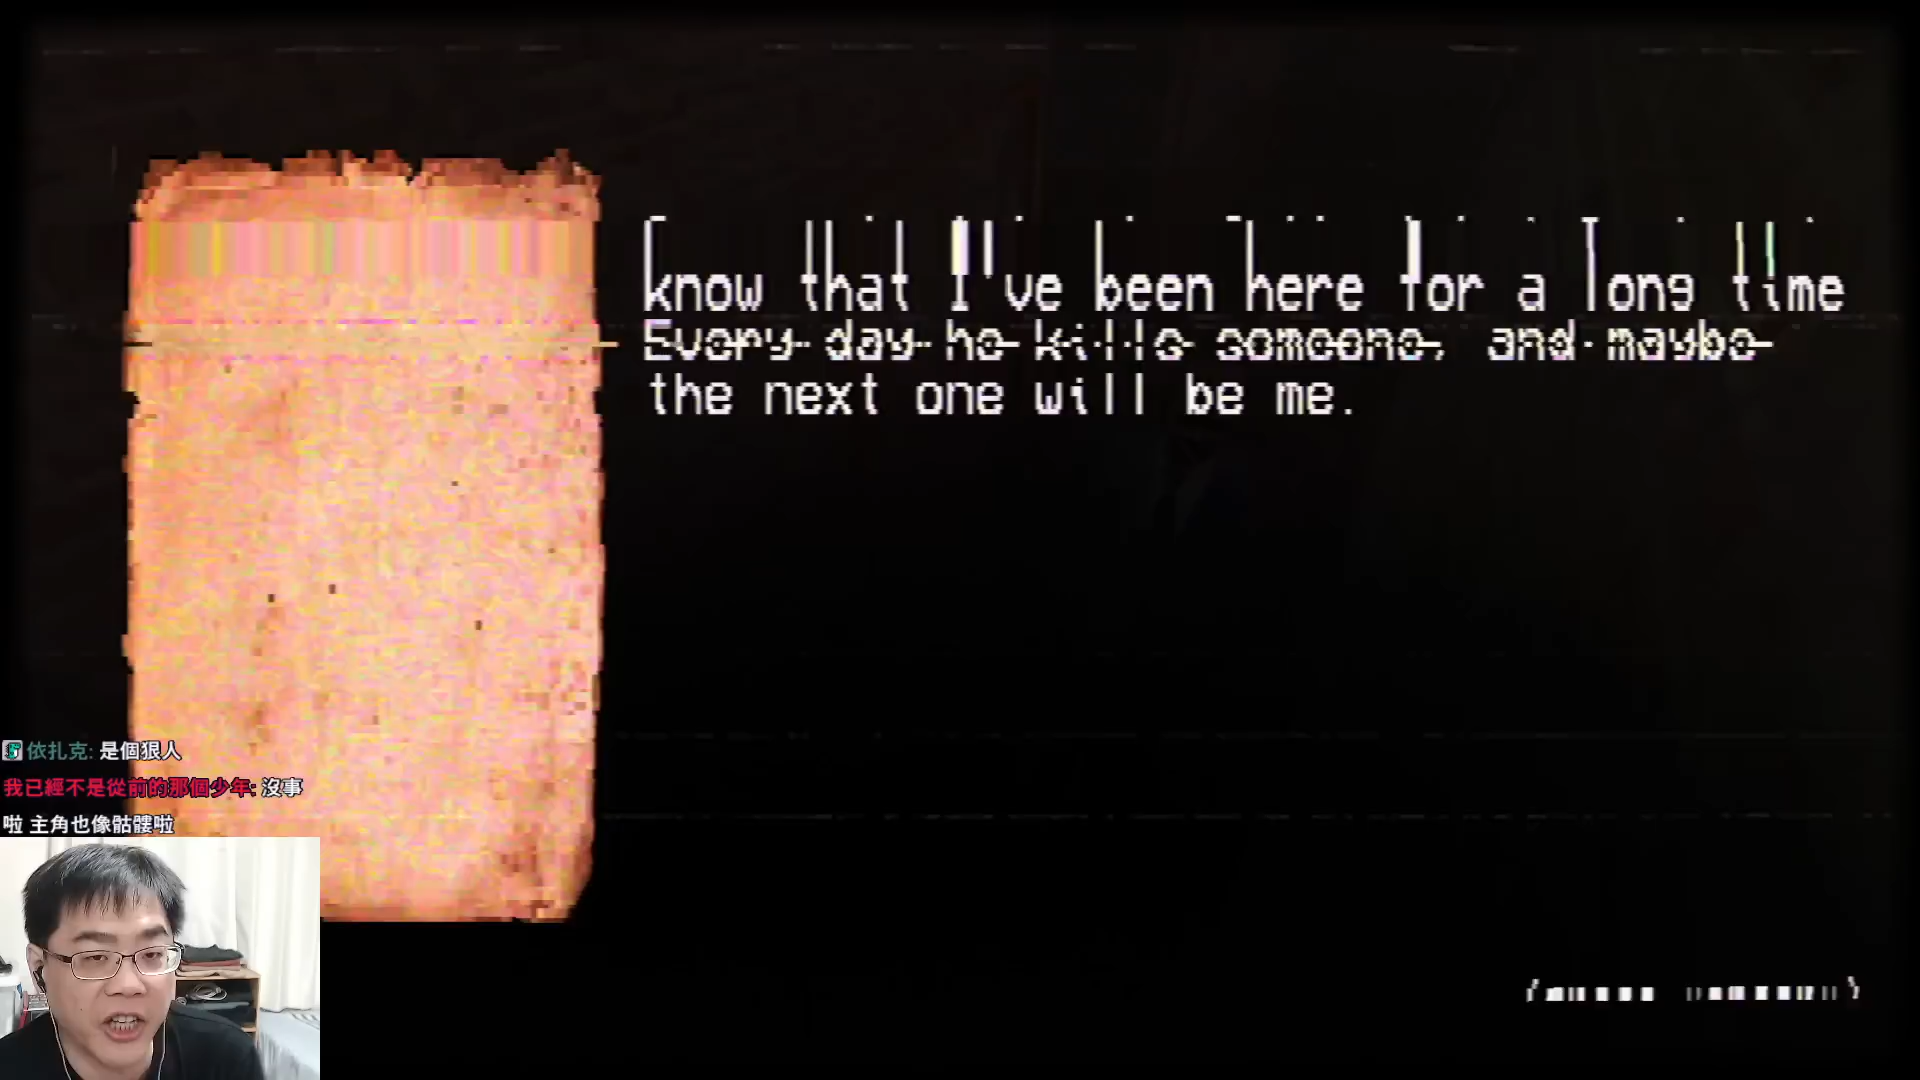 know that I've been here for a long time
Every day he kills someone, and maybe
the next one will be me.
依扎克: 是個狠人
我已經不是從前的那個少年: 沒事
啦 主角也像骷髏啦